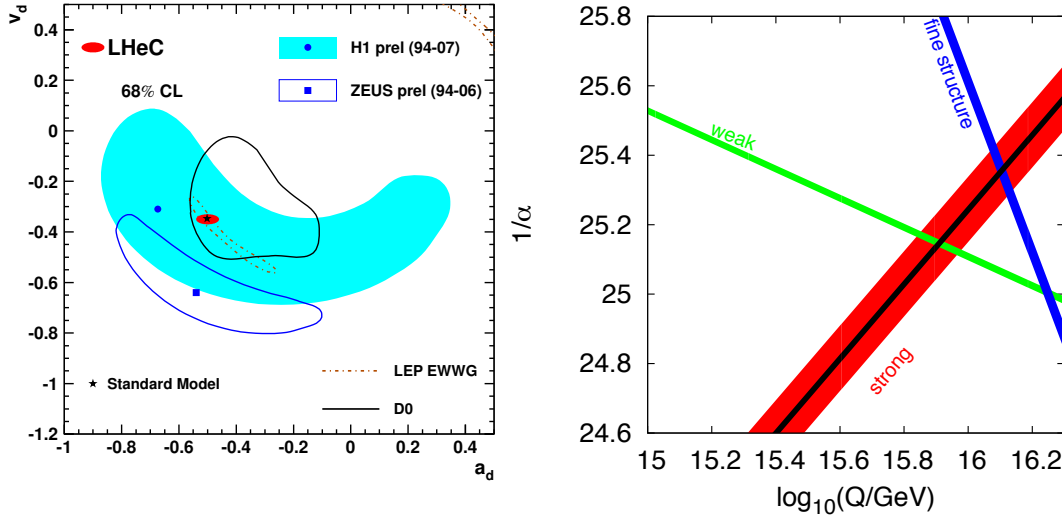 v_d
0.4
0.2
0
-0.2
-0.4
-0.6
-0.8
-1
-1.2
LHeC
68% CL
H1 prel (94-07)
ZEUS prel (94-06)
Standard Model
LEP EWWG
D0
-1 -0.8 -0.6 -0.4 -0.2 0 0.2 0.4
a_d
1/α
25.8
25.6
25.4
25.2
25
24.8
24.6
weak
fine structure
strong
15 15.2 15.4 15.6 15.8 16 16.2
log₁₀(Q/GeV)